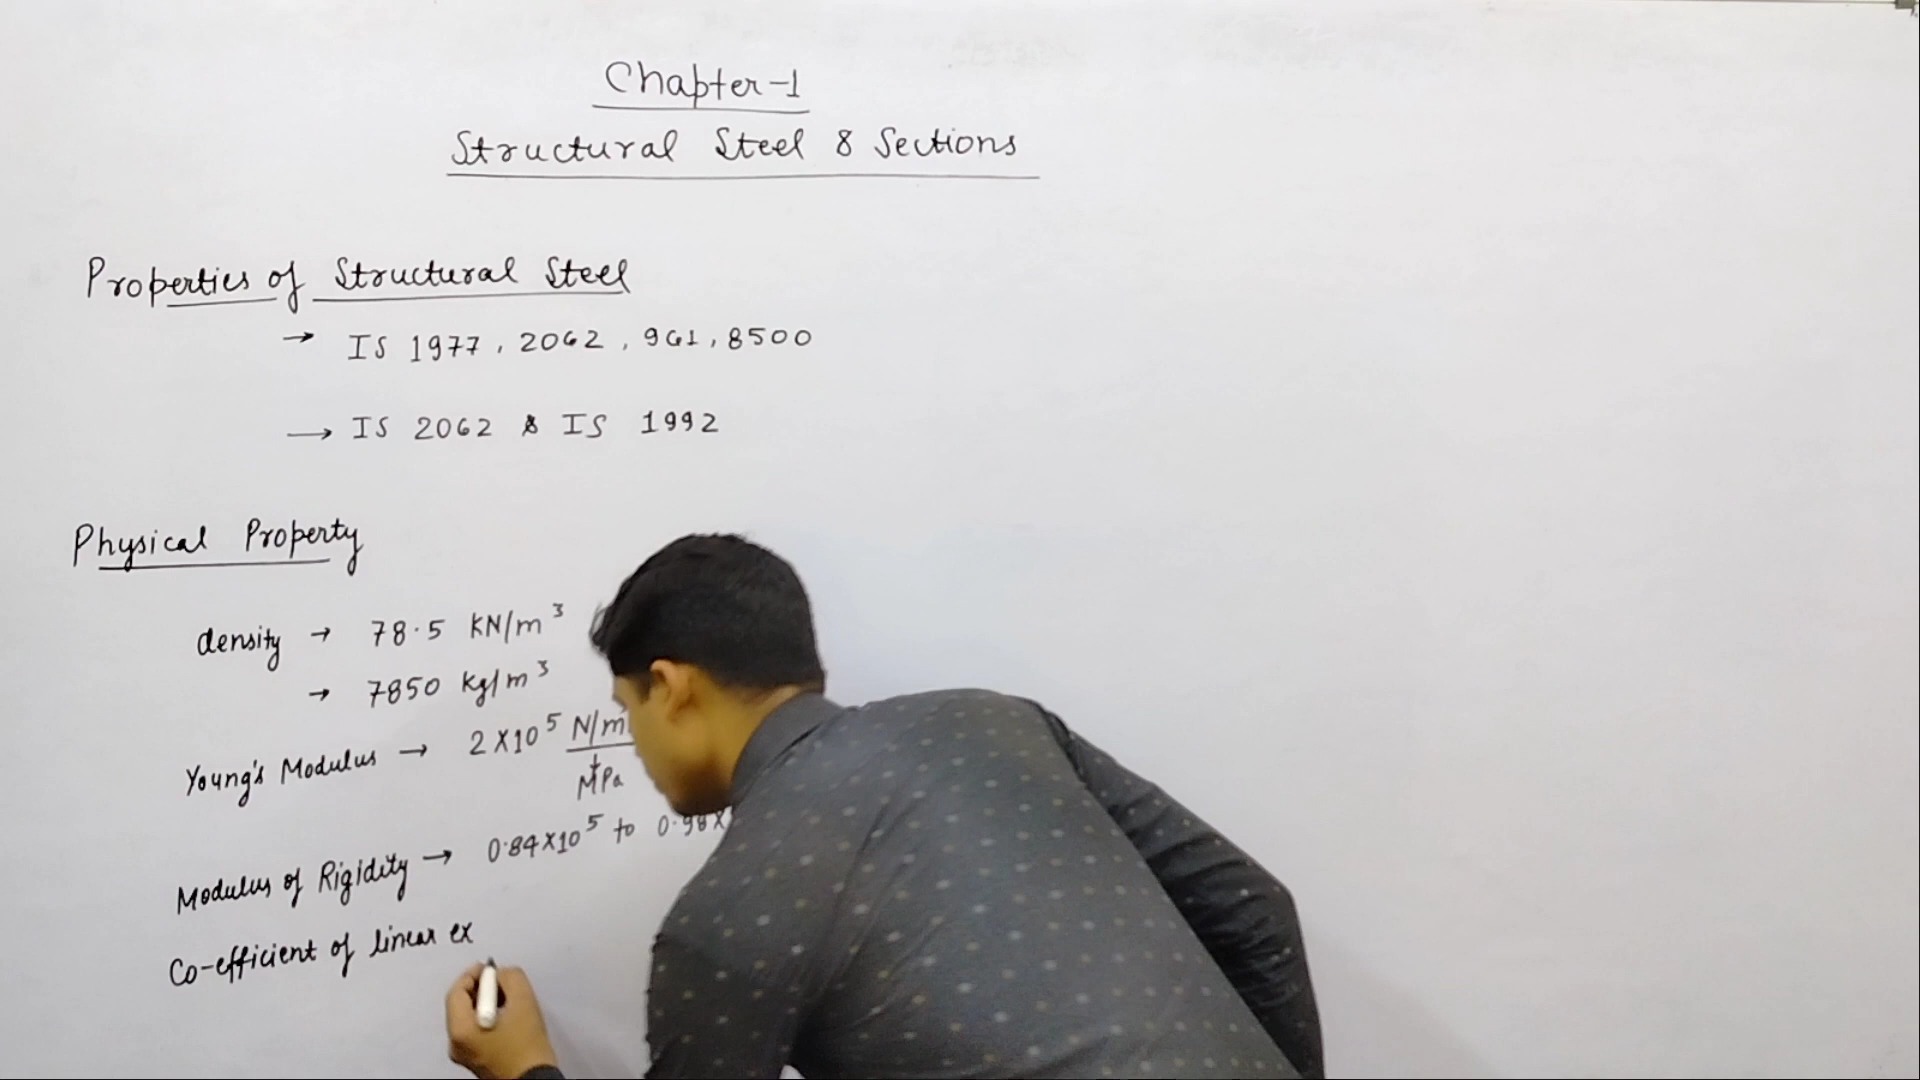 Chapter-1
Structural Steel & Sections
Properties of Structural Steel
→ IS 1977, 2062, 961, 8500
→ IS 2062 & IS 1992
Physical Property
density → 78.5 KN/m³
→ 7850 kg/m³
Young's Modulus → 2×10⁵ N/m
↓
MPa
Modulus of Rigidity → 0.84×10⁵ to 0.98×
Co-efficient of linear ex